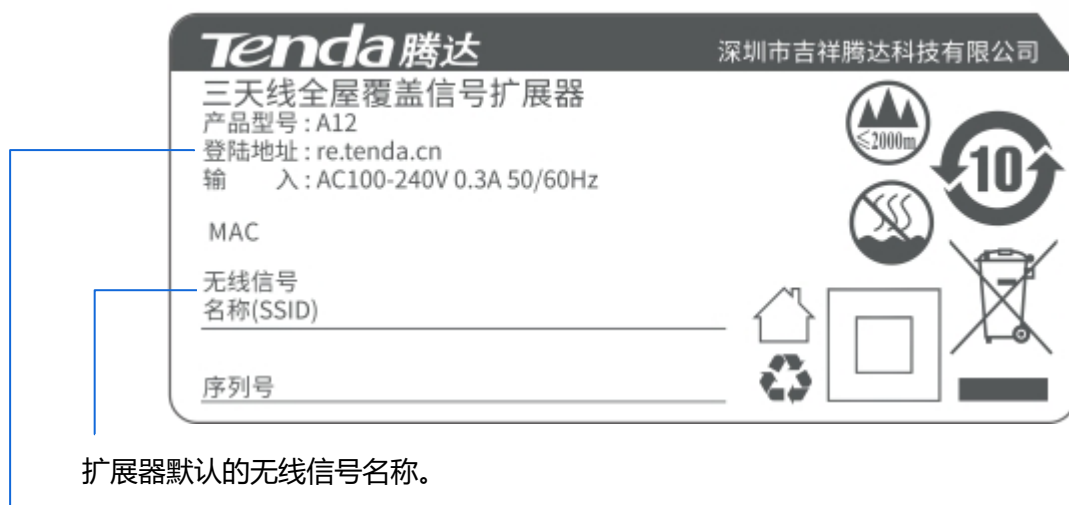 Tenda腾达
深圳市吉祥腾达科技有限公司
三天线全屋覆盖信号扩展器
产品型号 : A12
登陆地址 : re.tenda.cn
输 入 : AC100-240V 0.3A 50/60Hz
≤2000m
10
MAC
无线信号
名称(SSID)
序列号
扩展器默认的无线信号名称。